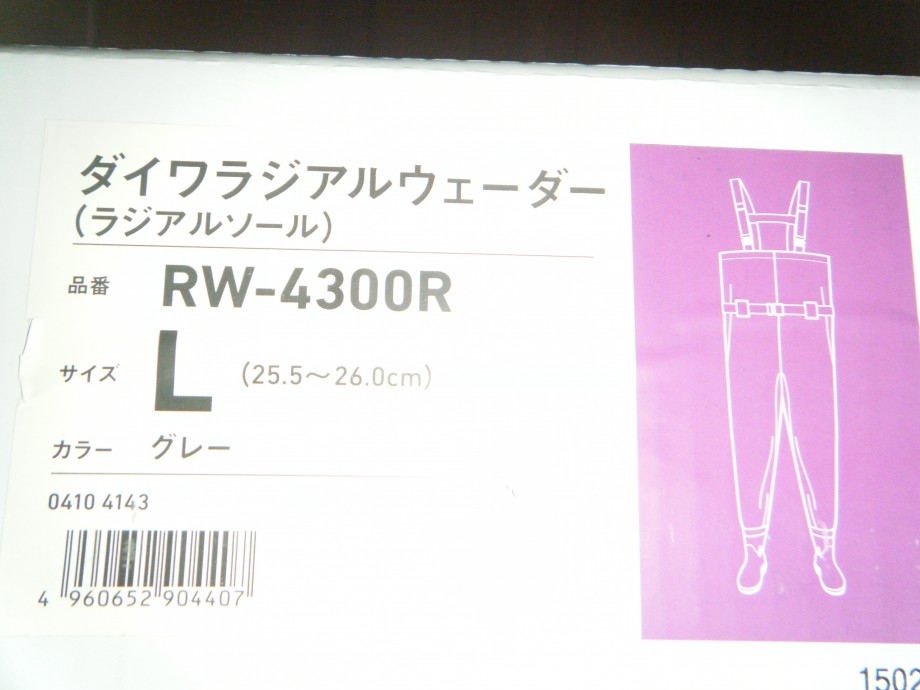 ダイワラジアルウェーダー
(ラジアルソール)
品番 RW-4300R
サイズ L (25.5～26.0cm)
カラー グレー
0410 4143
4 960652 904407
1502